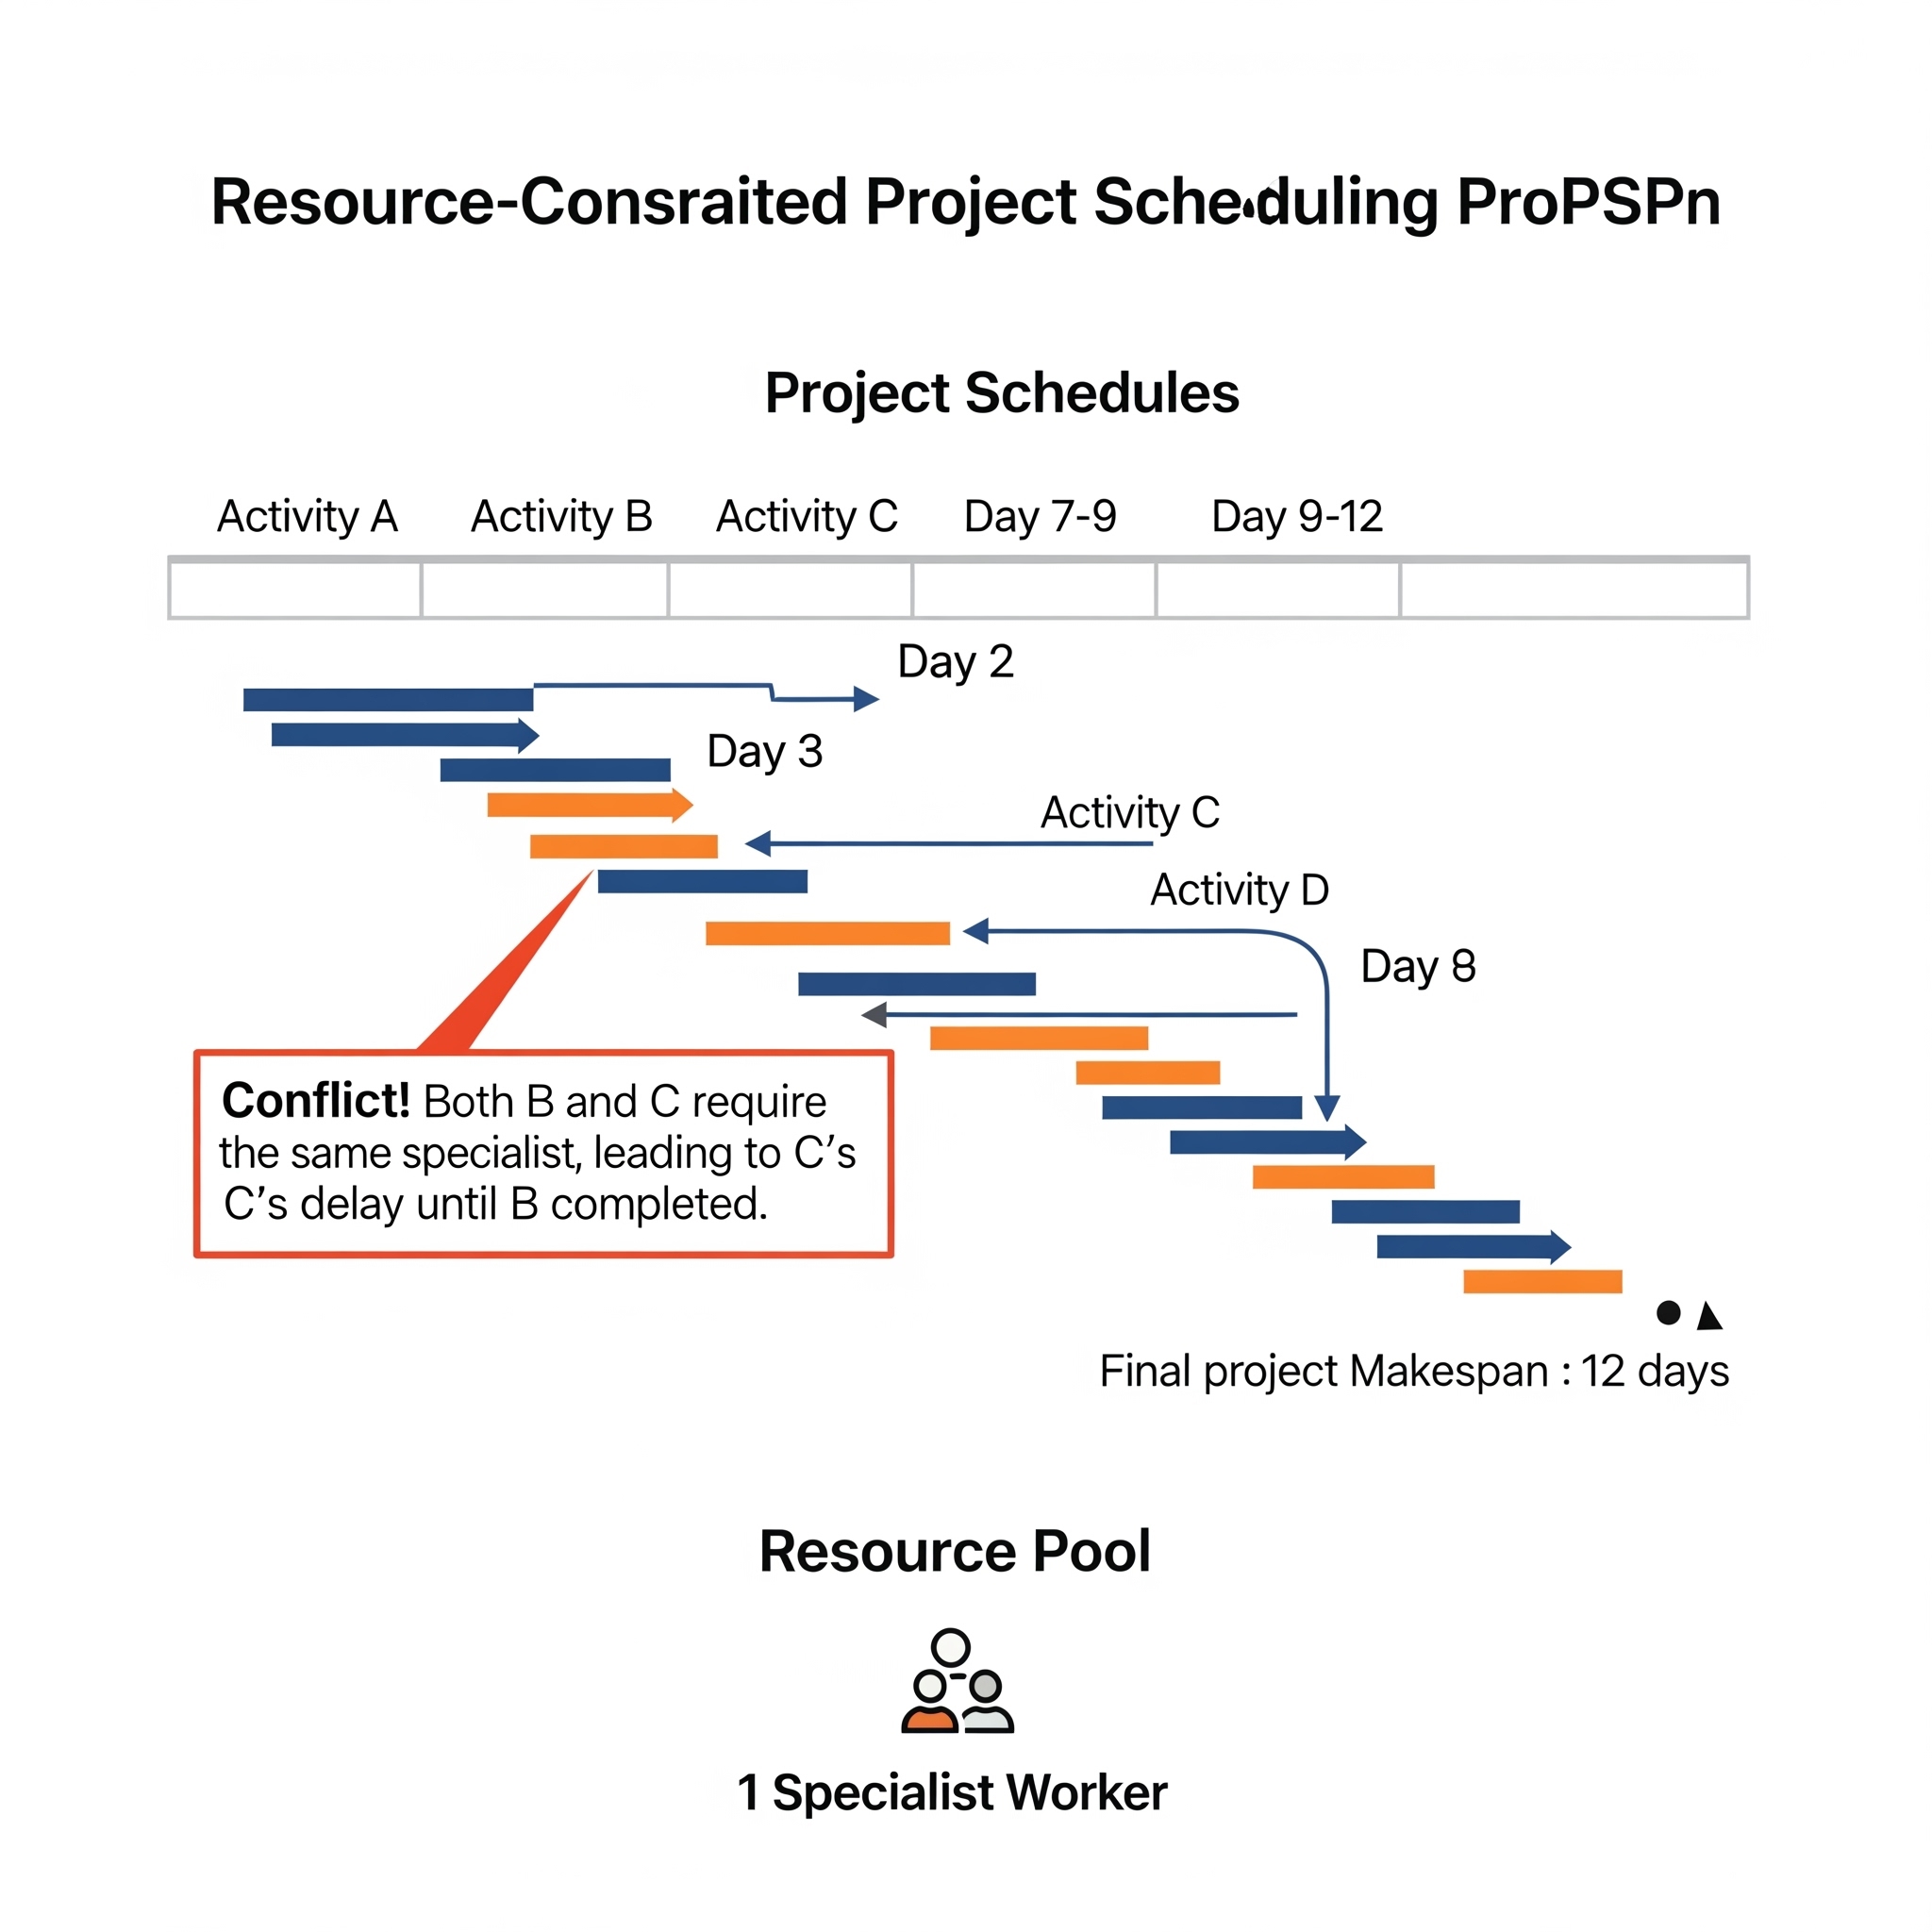 Resource-Consraited Project Scheduling ProPSPn
Project Schedules
Activity A Activity B Activity C Day 7-9 Day 9-12
Day 2
Day 3
Activity C
Activity D
Day 8
Conflict! Both B and C require
the same specialist, leading to C's
C's delay until B completed.
Final project Makespan : 12 days
Resource Pool
1 Specialist Worker